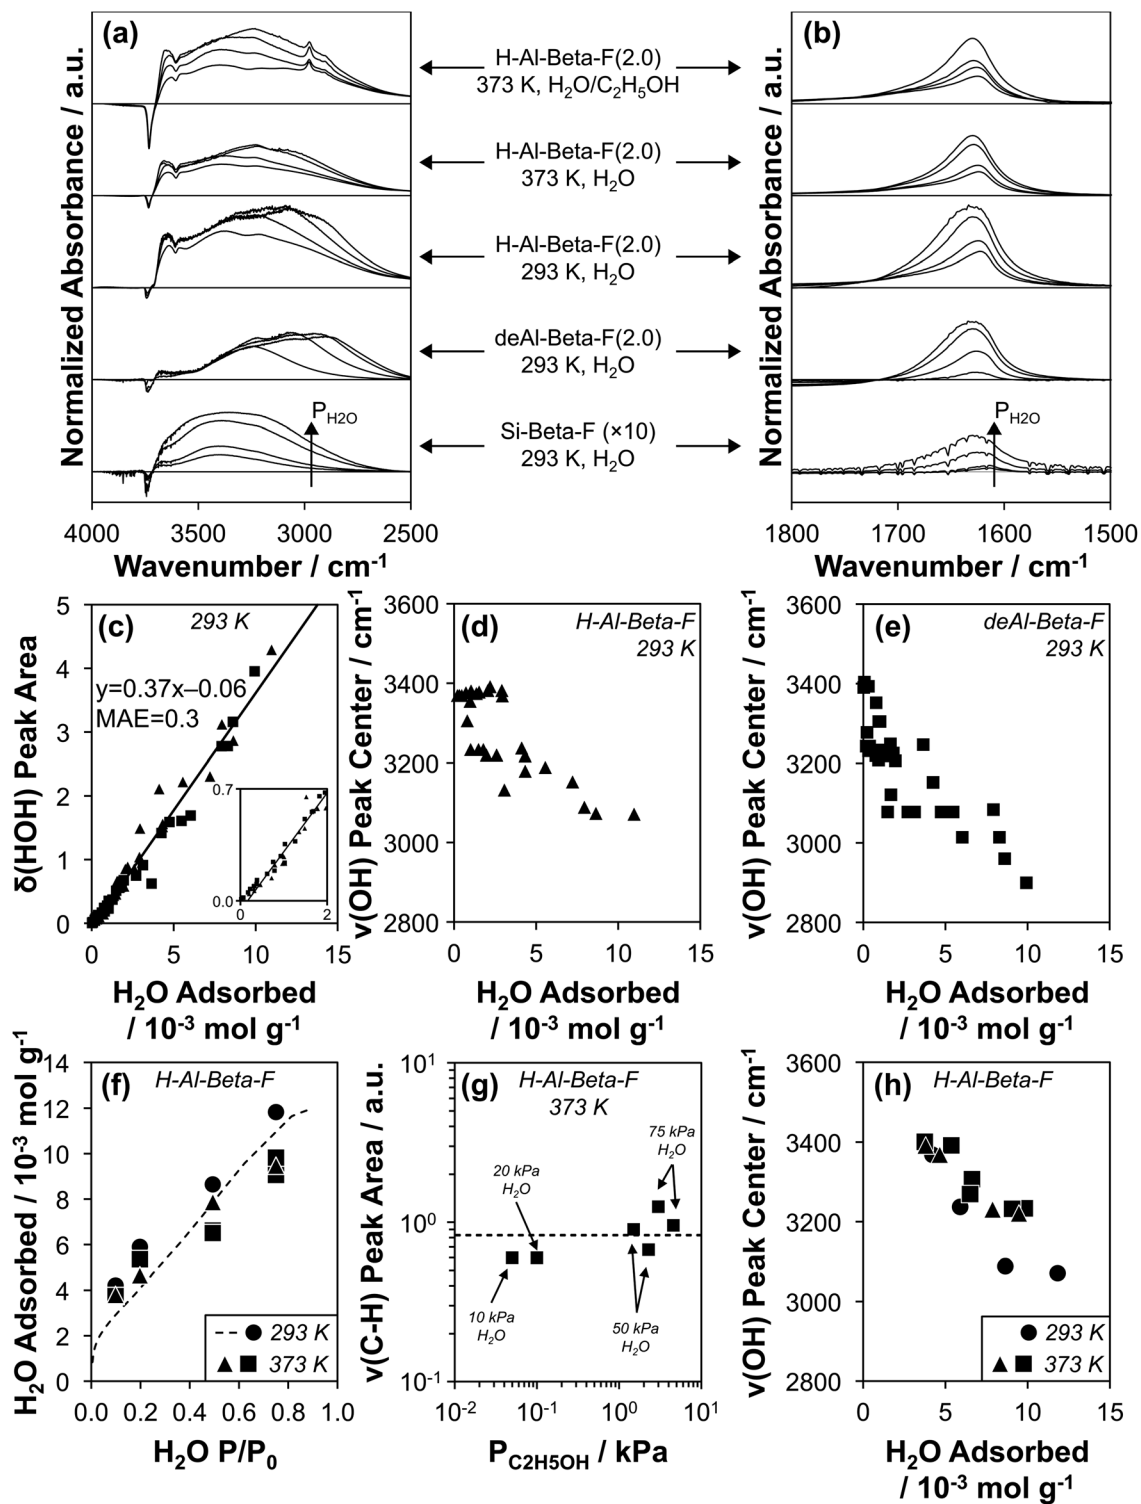 (a)
(b)
Normalized Absorbance / a.u.
Normalized Absorbance / a.u.
H-Al-Beta-F(2.0)
373 K, H₂O/C₂H₅OH
H-Al-Beta-F(2.0)
373 K, H₂O
H-Al-Beta-F(2.0)
293 K, H₂O
deAl-Beta-F(2.0)
293 K, H₂O
Si-Beta-F (×10)
293 K, H₂O
P_H2O
P_H2O
4000 3500 3000 2500
1800 1700 1600 1500
Wavenumber / cm⁻¹
Wavenumber / cm⁻¹
(c)
293 K
y=0.37x–0.06
MAE=0.3
δ(HOH) Peak Area
5
4
3
2
1
0
0.7
0.0
0 2
0 5 10 15
H₂O Adsorbed
/ 10⁻³ mol g⁻¹
(d)
H-Al-Beta-F
293 K
ν(OH) Peak Center / cm⁻¹
3600
3400
3200
3000
2800
0 5 10 15
H₂O Adsorbed
/ 10⁻³ mol g⁻¹
(e)
deAl-Beta-F
293 K
ν(OH) Peak Center / cm⁻¹
3600
3400
3200
3000
2800
0 5 10 15
H₂O Adsorbed
/ 10⁻³ mol g⁻¹
(f)
H-Al-Beta-F
H₂O Adsorbed / 10⁻³ mol g⁻¹
14
12
10
8
6
4
2
0
293 K
373 K
0.0 0.2 0.4 0.6 0.8 1.0
H₂O P/P₀
(g)
H-Al-Beta-F
373 K
ν(C-H) Peak Area / a.u.
10¹
10⁰
10⁻¹
75 kPa
H₂O
20 kPa
H₂O
10 kPa
H₂O
50 kPa
H₂O
10⁻² 10⁻¹ 10⁰ 10¹
P_C2H5OH / kPa
(h)
H-Al-Beta-F
ν(OH) Peak Center / cm⁻¹
3600
3400
3200
3000
2800
293 K
373 K
0 5 10 15
H₂O Adsorbed
/ 10⁻³ mol g⁻¹